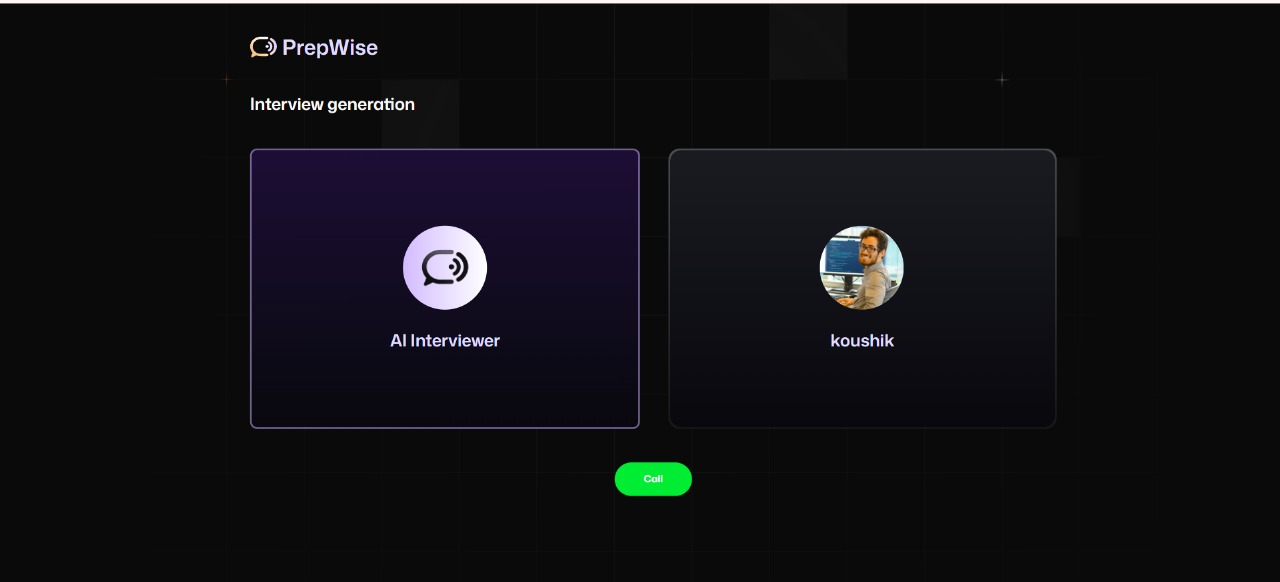 PrepWise
Interview generation
AI Interviewer
koushik
Call